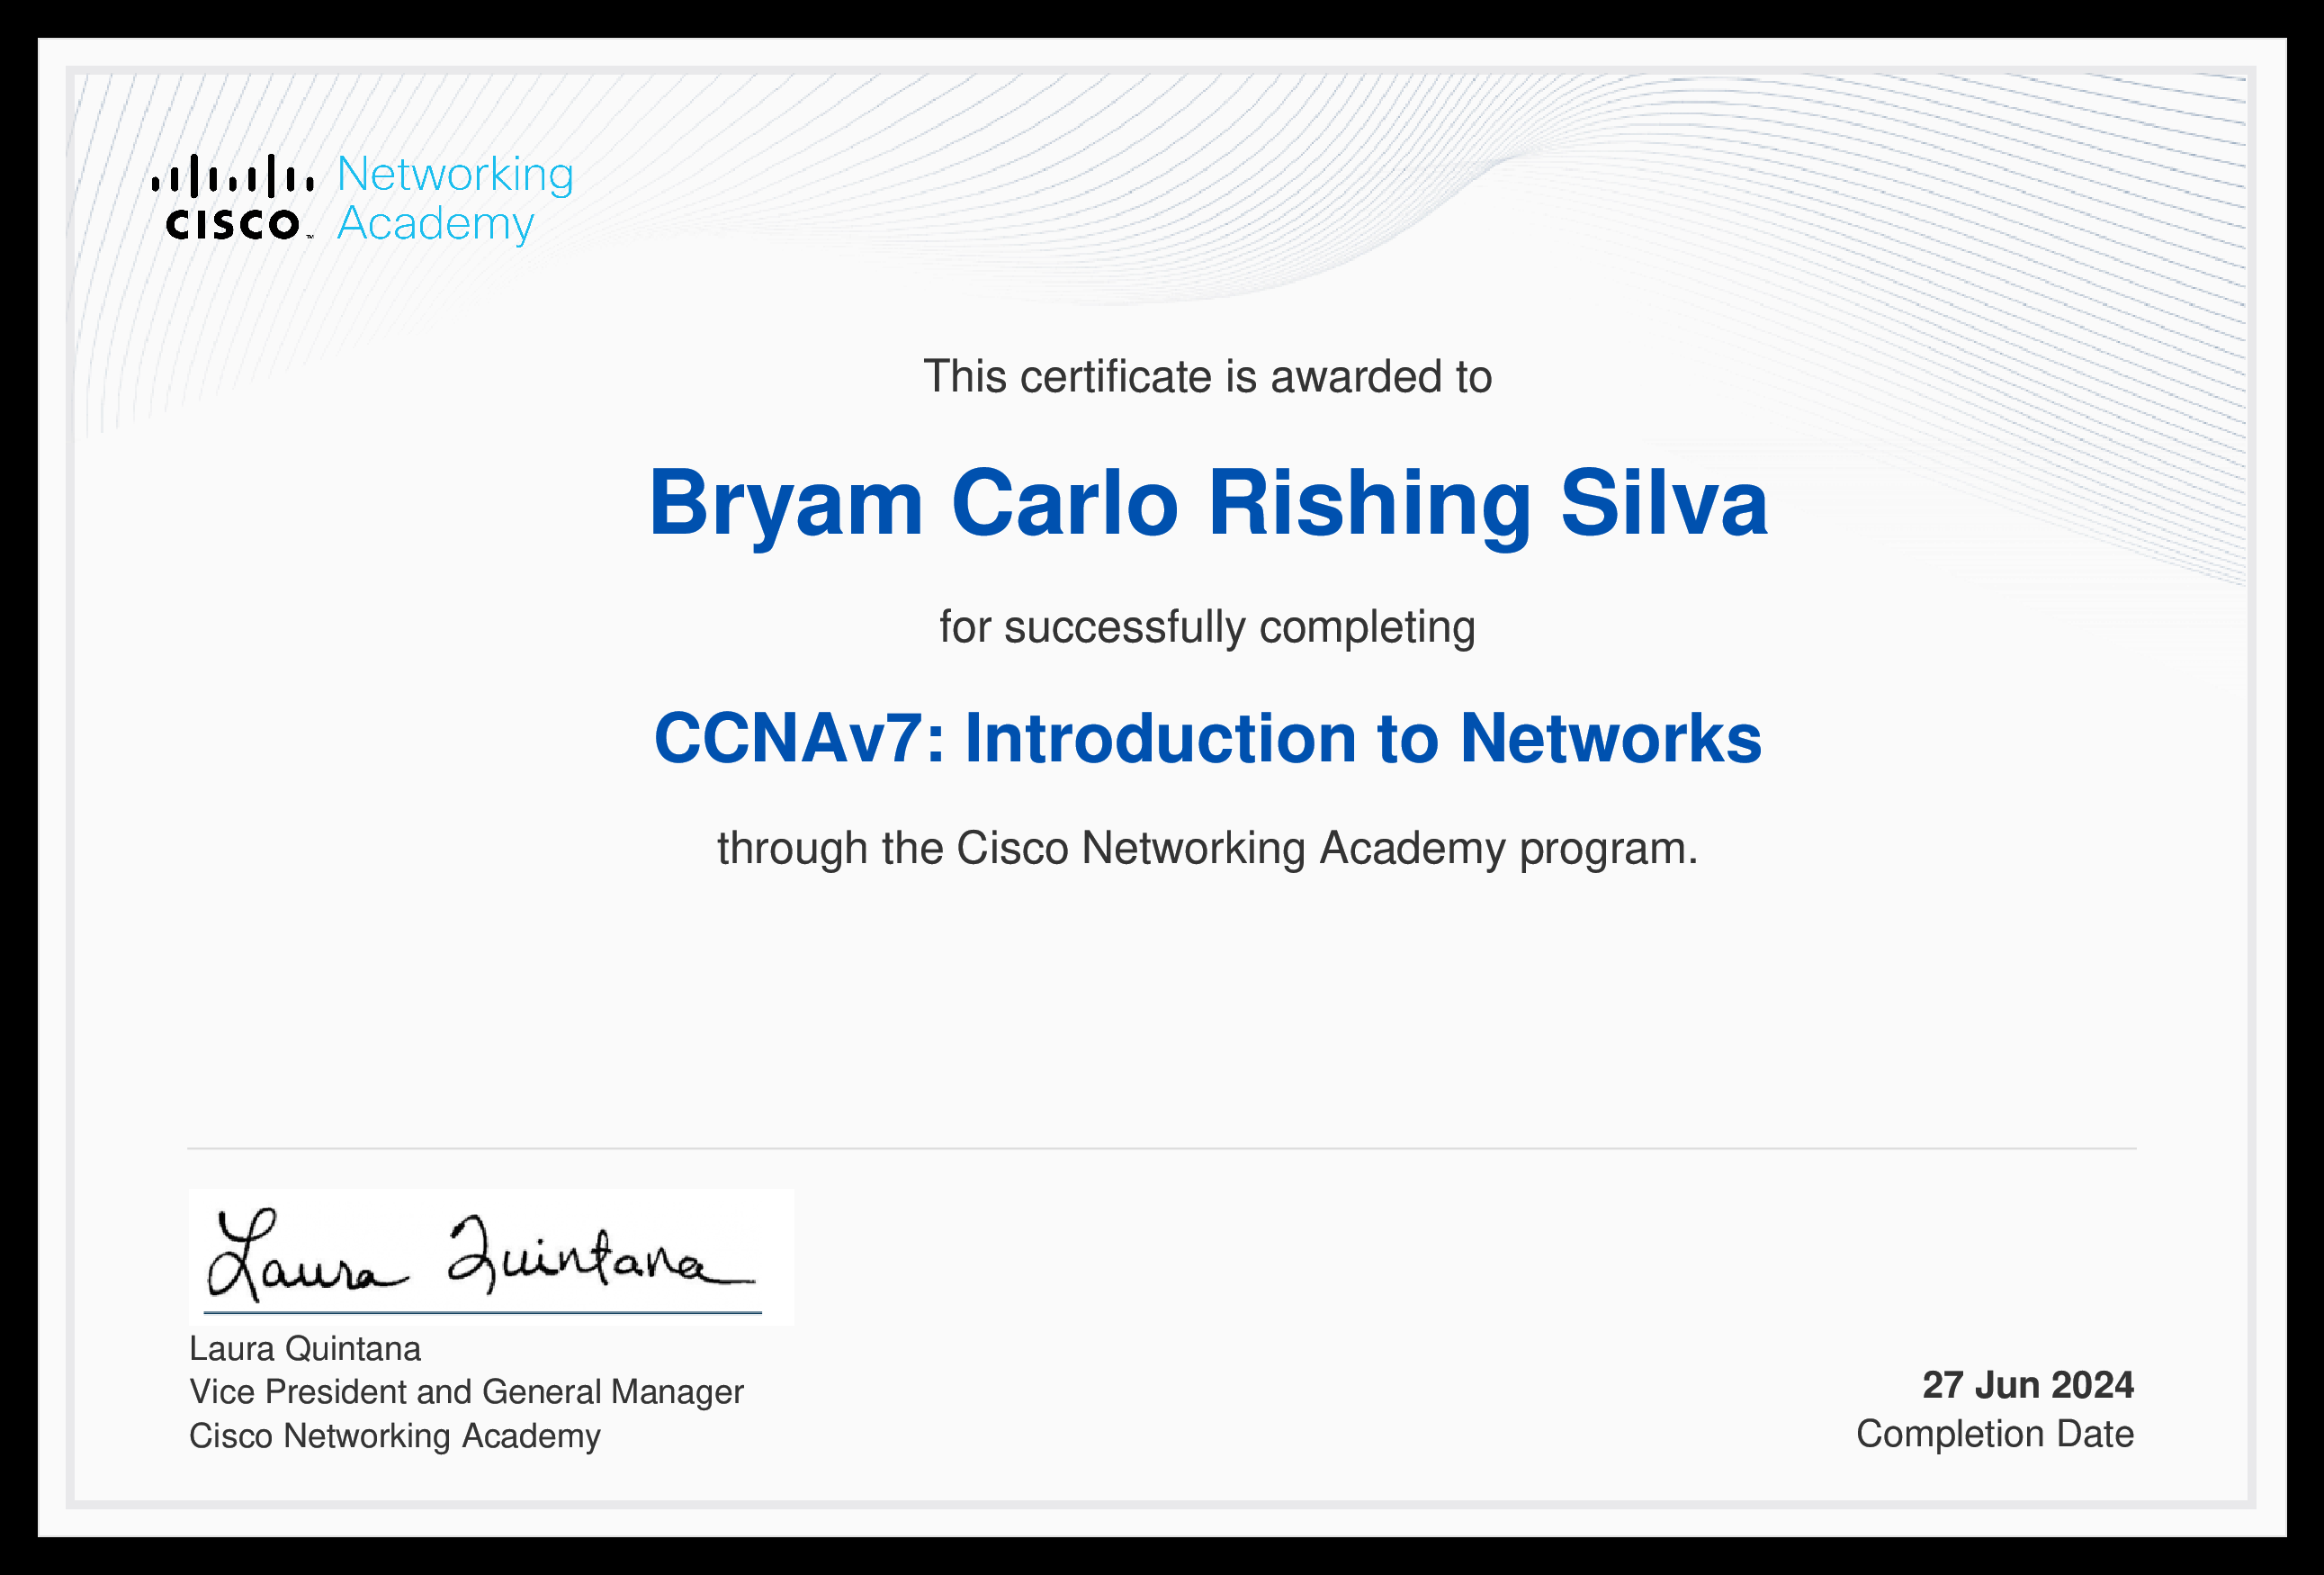 CISCO™ Networking
Academy
This certificate is awarded to
Bryam Carlo Rishing Silva
for successfully completing
CCNAv7: Introduction to Networks
through the Cisco Networking Academy program.
Laura Quintana
Laura Quintana
Vice President and General Manager
Cisco Networking Academy
27 Jun 2024
Completion Date